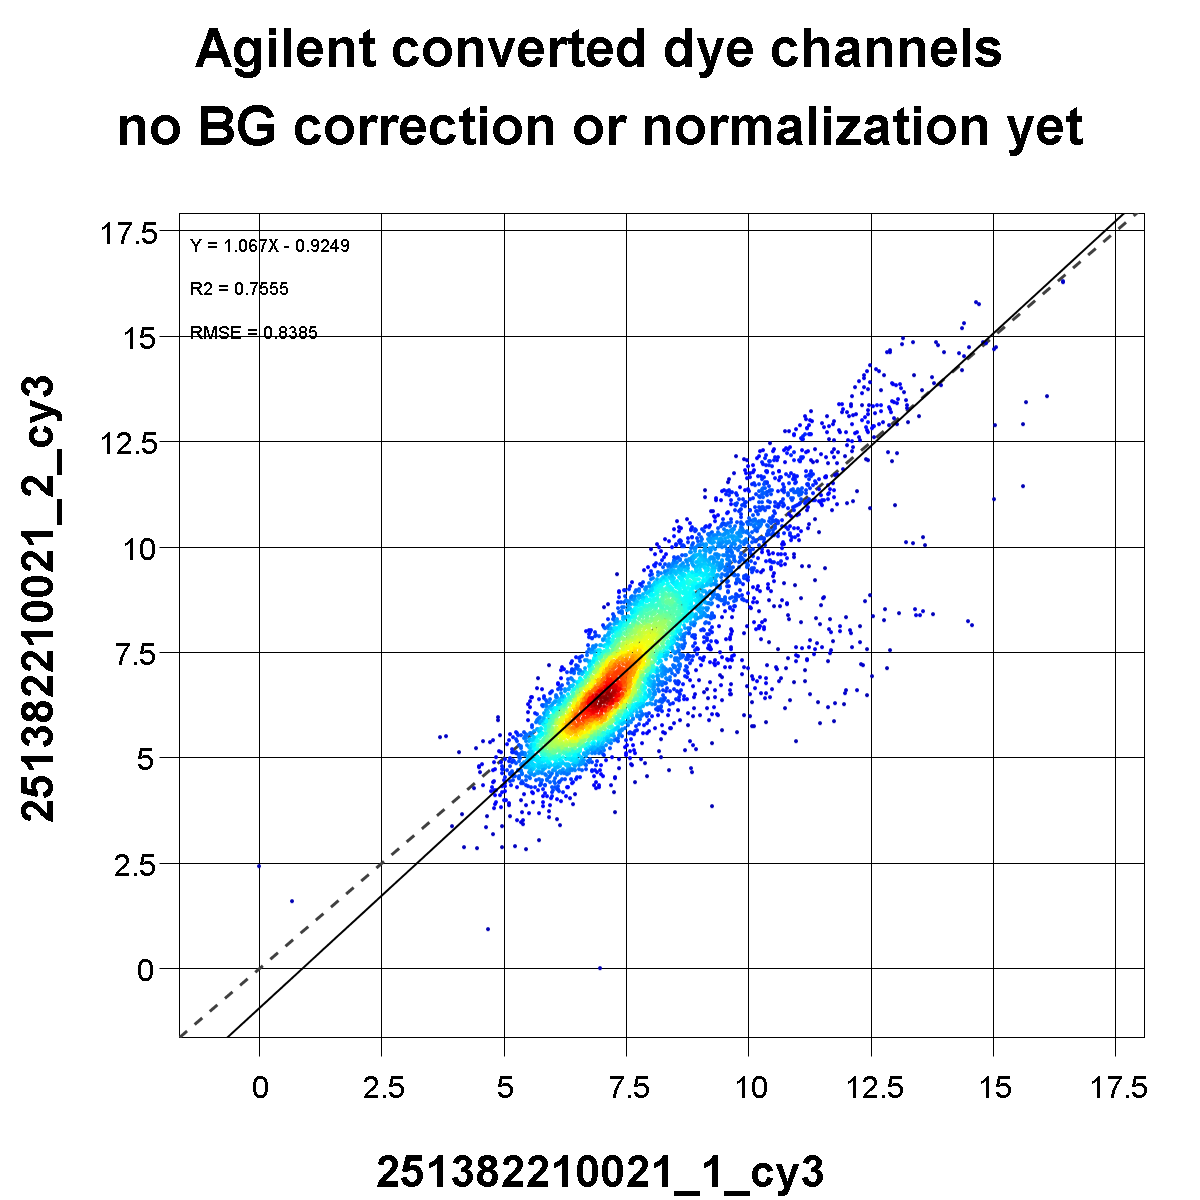 Agilent converted dye channels
no BG correction or normalization yet
Y = 1.067X - 0.9249
R2 = 0.7555
RMSE = 0.8385
17.5
15
12.5
10
7.5
5
2.5
0
251382210021_2_cy3
0 2.5 5 7.5 10 12.5 15 17.5
251382210021_1_cy3